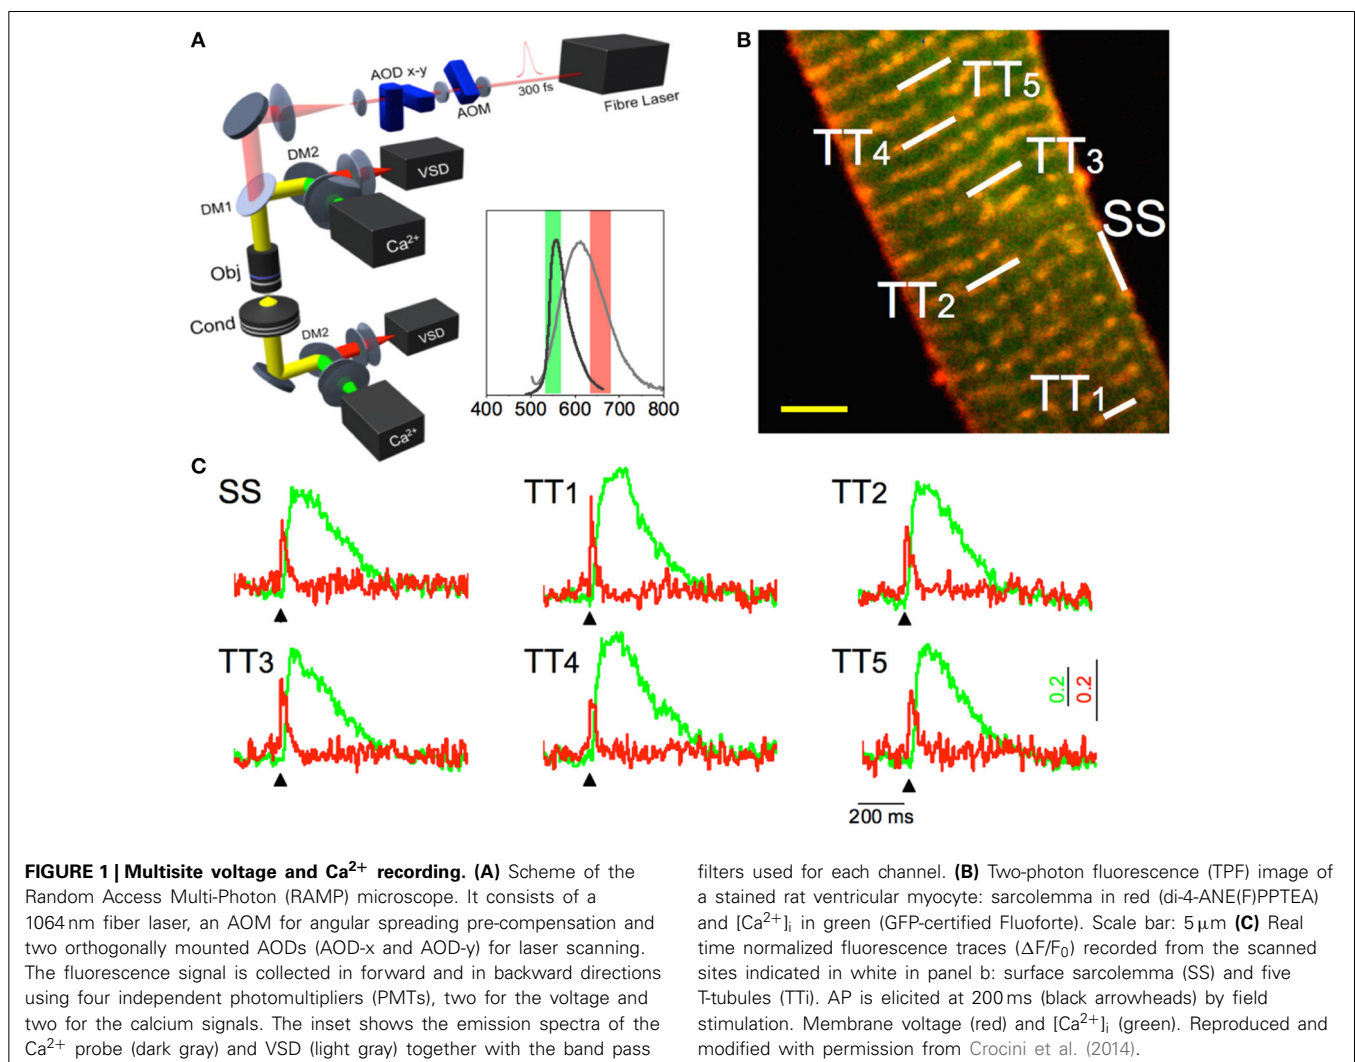 A
AOD x-y
AOM
300 fs
Fibre Laser
DM2
VSD
DM1
Ca2+
Obj
Cond
DM2
VSD
Ca2+
400 500 600 700 800
B
TT5
TT4
TT3
SS
TT2
TT1
C
SS
TT1
TT2
TT3
TT4
TT5
0.2
0.2
200 ms
FIGURE 1 | Multisite voltage and Ca2+ recording. (A) Scheme of the
Random Access Multi-Photon (RAMP) microscope. It consists of a
1064 nm fiber laser, an AOM for angular spreading pre-compensation and
two orthogonally mounted AODs (AOD-x and AOD-y) for laser scanning.
The fluorescence signal is collected in forward and in backward directions
using four independent photomultipliers (PMTs), two for the voltage and
two for the calcium signals. The inset shows the emission spectra of the
Ca2+ probe (dark gray) and VSD (light gray) together with the band pass
filters used for each channel. (B) Two-photon fluorescence (TPF) image of
a stained rat ventricular myocyte: sarcolemma in red (di-4-ANE(F)PPTEA)
and [Ca2+]i in green (GFP-certified Fluoforte). Scale bar: 5 μm (C) Real
time normalized fluorescence traces (ΔF/F0) recorded from the scanned
sites indicated in white in panel b: surface sarcolemma (SS) and five
T-tubules (TTi). AP is elicited at 200 ms (black arrowheads) by field
stimulation. Membrane voltage (red) and [Ca2+]i (green). Reproduced and
modified with permission from Crocini et al. (2014).